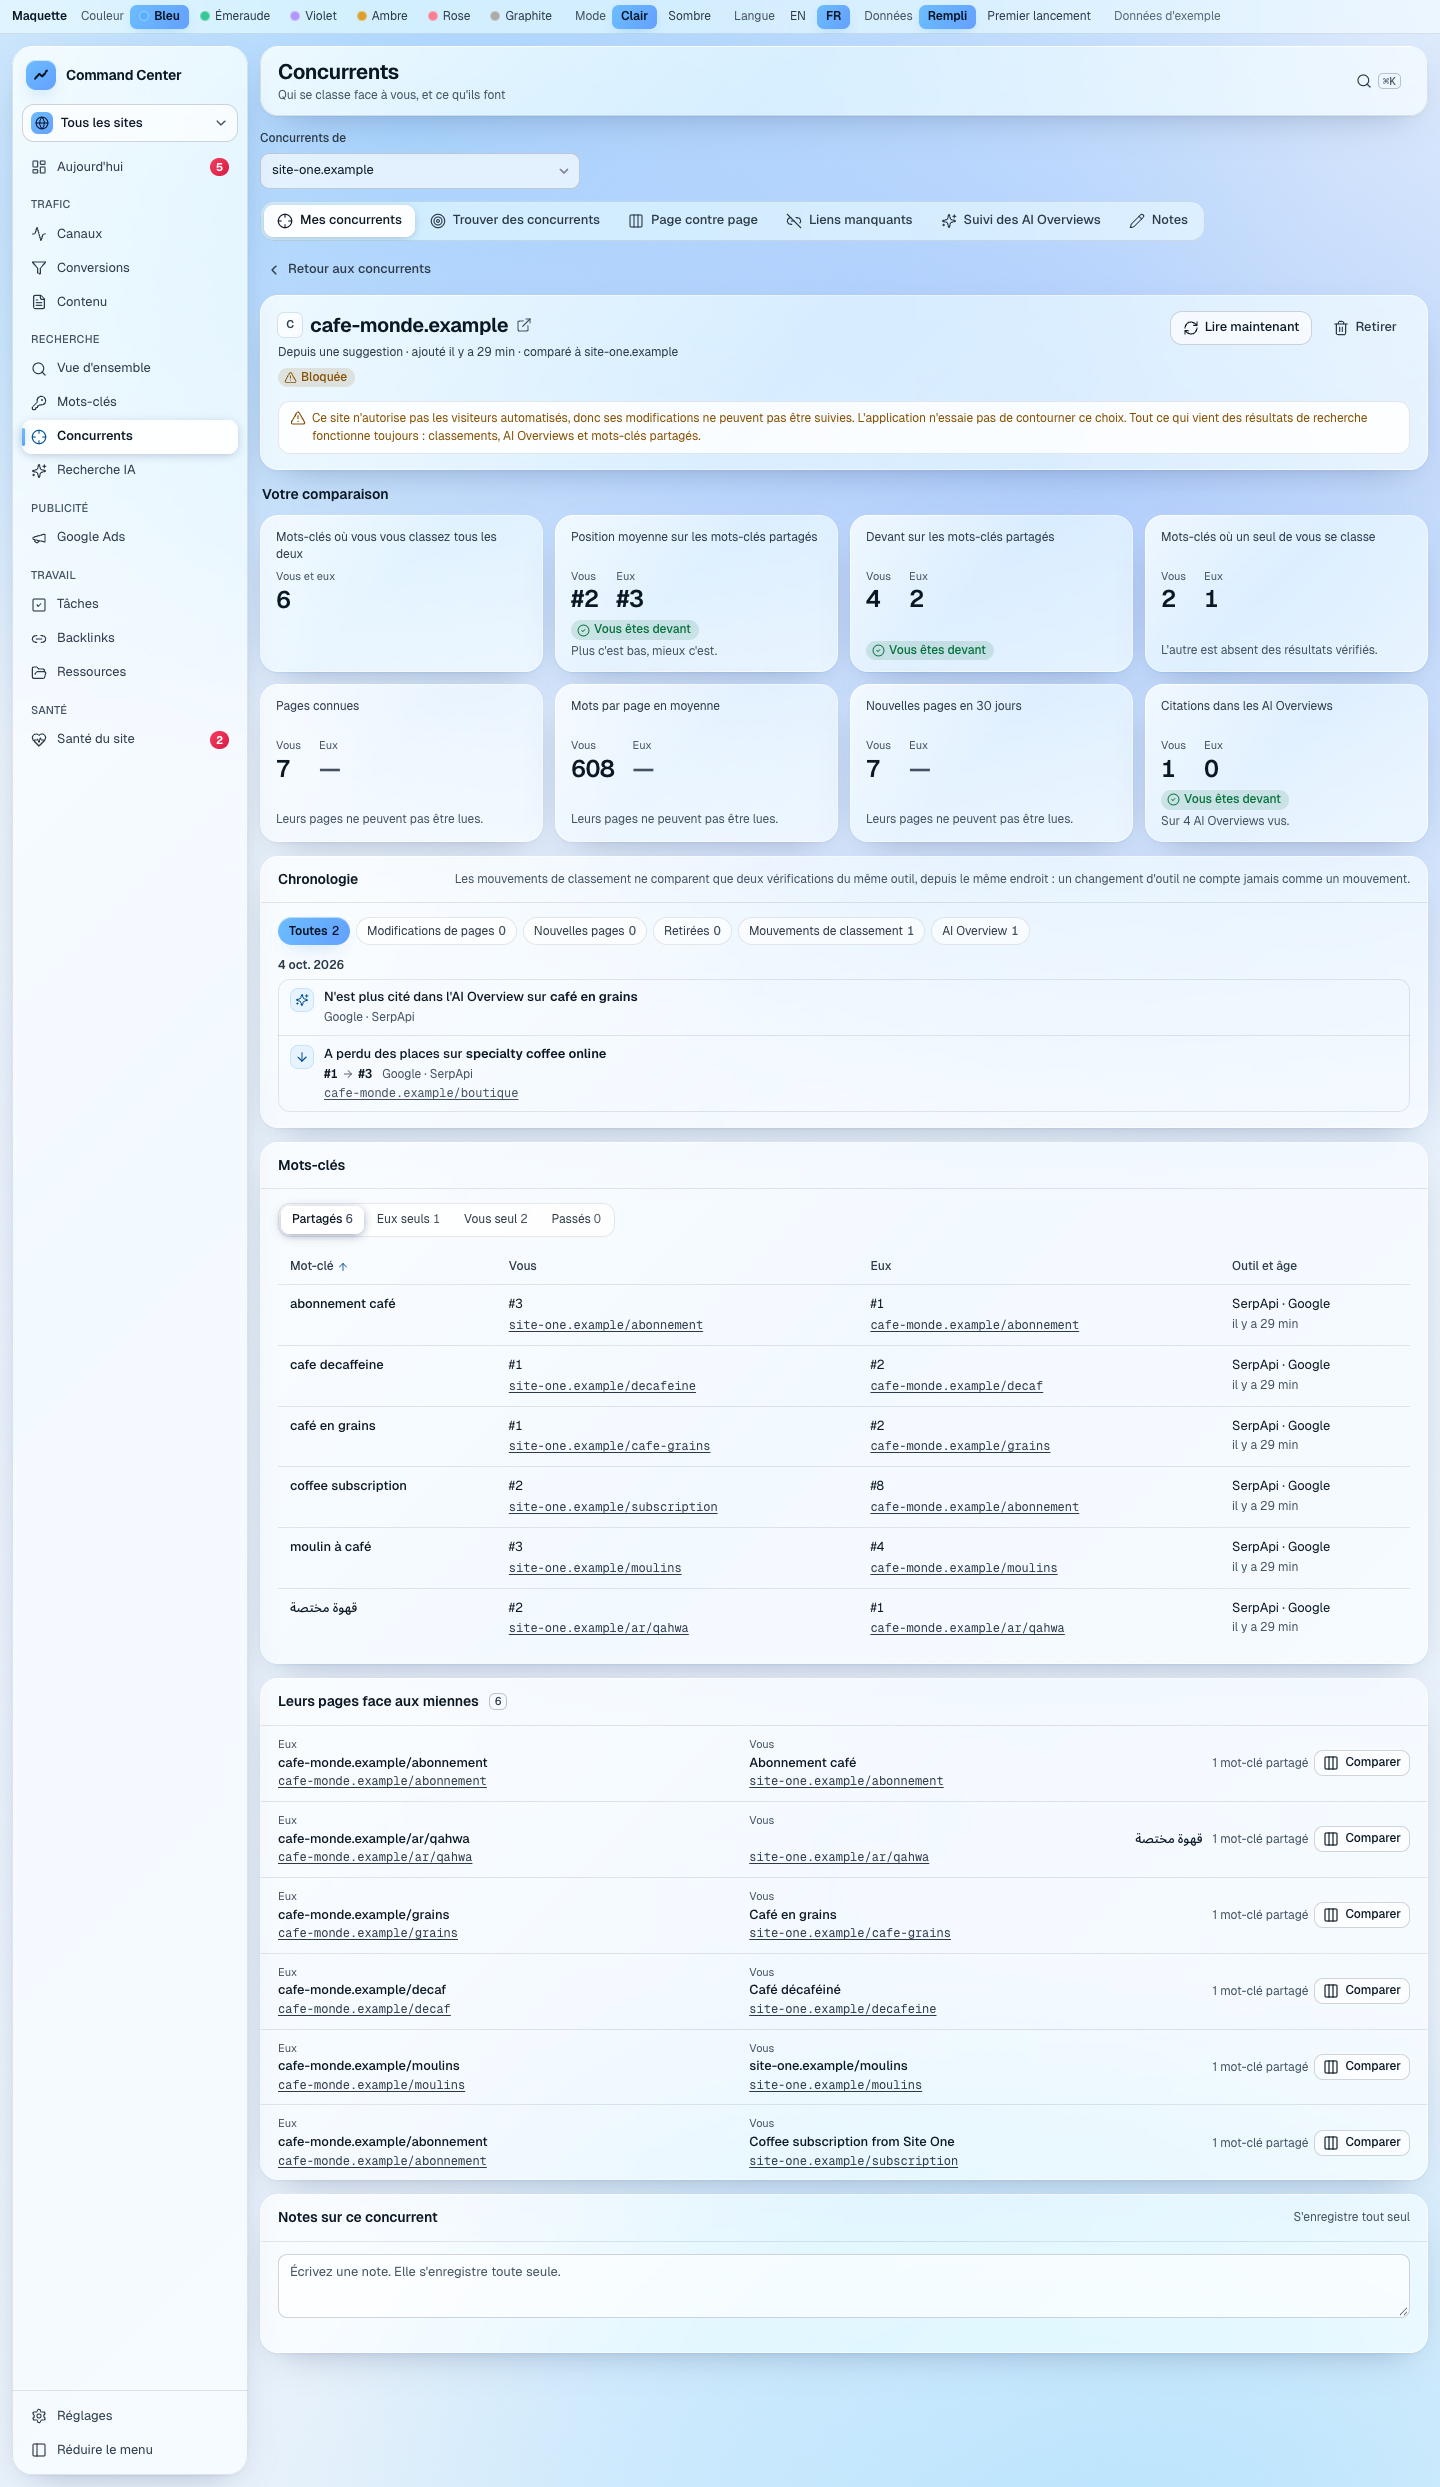 Maquette Couleur Bleu Émeraude Violet Ambre Rose Graphite Mode Clair Sombre Langue EN FR Données Rempli Premier lancement Données d'exemple
Command Center
Tous les sites
Aujourd'hui 5
TRAFIC
Canaux
Conversions
Contenu
RECHERCHE
Vue d'ensemble
Mots-clés
Concurrents
Recherche IA
PUBLICITÉ
Google Ads
TRAVAIL
Tâches
Backlinks
Ressources
SANTÉ
Santé du site 2
Réglages
Réduire le menu
Concurrents
Qui se classe face à vous, et ce qu'ils font
⌘K
Concurrents de
site-one.example
Mes concurrents Trouver des concurrents Page contre page Liens manquants Suivi des AI Overviews Notes
Retour aux concurrents
C cafe-monde.example
Lire maintenant Retirer
Depuis une suggestion · ajouté il y a 29 min · comparé à site-one.example
Bloquée
Ce site n'autorise pas les visiteurs automatisés, donc ses modifications ne peuvent pas être suivies. L'application n'essaie pas de contourner ce choix. Tout ce qui vient des résultats de recherche
fonctionne toujours : classements, AI Overviews et mots-clés partagés.
Votre comparaison
Mots-clés où vous vous classez tous les
deux
Vous et eux
6
Position moyenne sur les mots-clés partagés
Vous Eux
#2 #3
Vous êtes devant
Plus c'est bas, mieux c'est.
Devant sur les mots-clés partagés
Vous Eux
4 2
Vous êtes devant
Mots-clés où un seul de vous se classe
Vous Eux
2 1
L'autre est absent des résultats vérifiés.
Pages connues
Vous Eux
7 —
Leurs pages ne peuvent pas être lues.
Mots par page en moyenne
Vous Eux
608 —
Leurs pages ne peuvent pas être lues.
Nouvelles pages en 30 jours
Vous Eux
7 —
Leurs pages ne peuvent pas être lues.
Citations dans les AI Overviews
Vous Eux
1 0
Vous êtes devant
Sur 4 AI Overviews vus.
Chronologie
Les mouvements de classement ne comparent que deux vérifications du même outil, depuis le même endroit : un changement d'outil ne compte jamais comme un mouvement.
Toutes 2 Modifications de pages 0 Nouvelles pages 0 Retirées 0 Mouvements de classement 1 AI Overview 1
4 oct. 2026
N'est plus cité dans l'AI Overview sur café en grains
Google · SerpApi
A perdu des places sur specialty coffee online
#1 → #3 Google · SerpApi
cafe-monde.example/boutique
Mots-clés
Partagés 6 Eux seuls 1 Vous seul 2 Passés 0
Mot-clé ↑ Vous Eux Outil et âge
abonnement café #3 #1 SerpApi · Google
site-one.example/abonnement cafe-monde.example/abonnement il y a 29 min
cafe decaffeine #1 #2 SerpApi · Google
site-one.example/decafeine cafe-monde.example/decaf il y a 29 min
café en grains #1 #2 SerpApi · Google
site-one.example/cafe-grains cafe-monde.example/grains il y a 29 min
coffee subscription #2 #8 SerpApi · Google
site-one.example/subscription cafe-monde.example/abonnement il y a 29 min
moulin à café #3 #4 SerpApi · Google
site-one.example/moulins cafe-monde.example/moulins il y a 29 min
قهوة مختصة #2 #1 SerpApi · Google
site-one.example/ar/qahwa cafe-monde.example/ar/qahwa il y a 29 min
Leurs pages face aux miennes 6
Eux Vous
cafe-monde.example/abonnement Abonnement café 1 mot-clé partagé Comparer
cafe-monde.example/abonnement site-one.example/abonnement
Eux Vous
cafe-monde.example/ar/qahwa قهوة مختصة 1 mot-clé partagé Comparer
cafe-monde.example/ar/qahwa site-one.example/ar/qahwa
Eux Vous
cafe-monde.example/grains Café en grains 1 mot-clé partagé Comparer
cafe-monde.example/grains site-one.example/cafe-grains
Eux Vous
cafe-monde.example/decaf Café décaféiné 1 mot-clé partagé Comparer
cafe-monde.example/decaf site-one.example/decafeine
Eux Vous
cafe-monde.example/moulins site-one.example/moulins 1 mot-clé partagé Comparer
cafe-monde.example/moulins site-one.example/moulins
Eux Vous
cafe-monde.example/abonnement Coffee subscription from Site One 1 mot-clé partagé Comparer
cafe-monde.example/abonnement site-one.example/subscription
Notes sur ce concurrent S'enregistre tout seul
Écrivez une note. Elle s'enregistre toute seule.